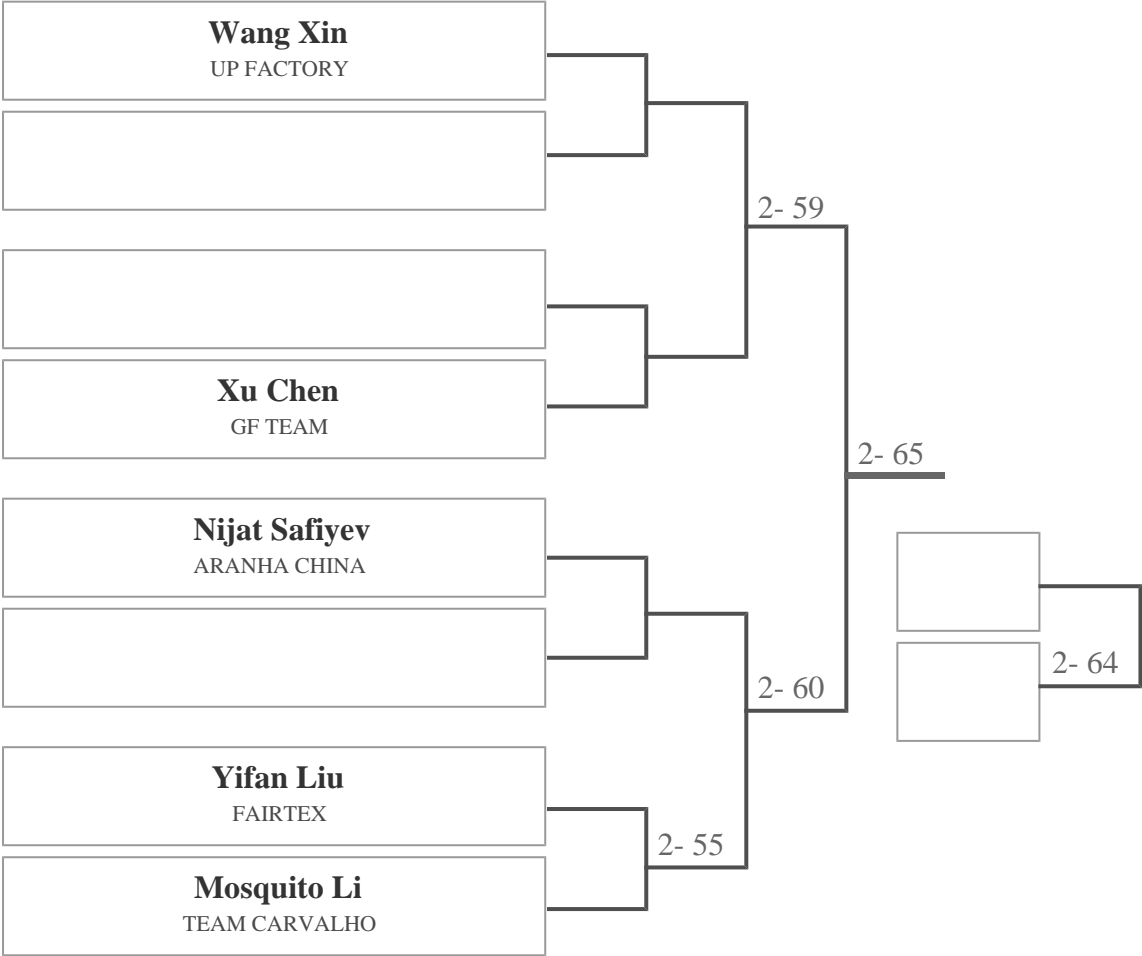 Wang Xin
UP FACTORY
2- 59
Xu Chen
GF TEAM
2- 65
Nijat Safiyev
ARANHA CHINA
2- 64
2- 60
Yifan Liu
FAIRTEX
2- 55
Mosquito Li
TEAM CARVALHO